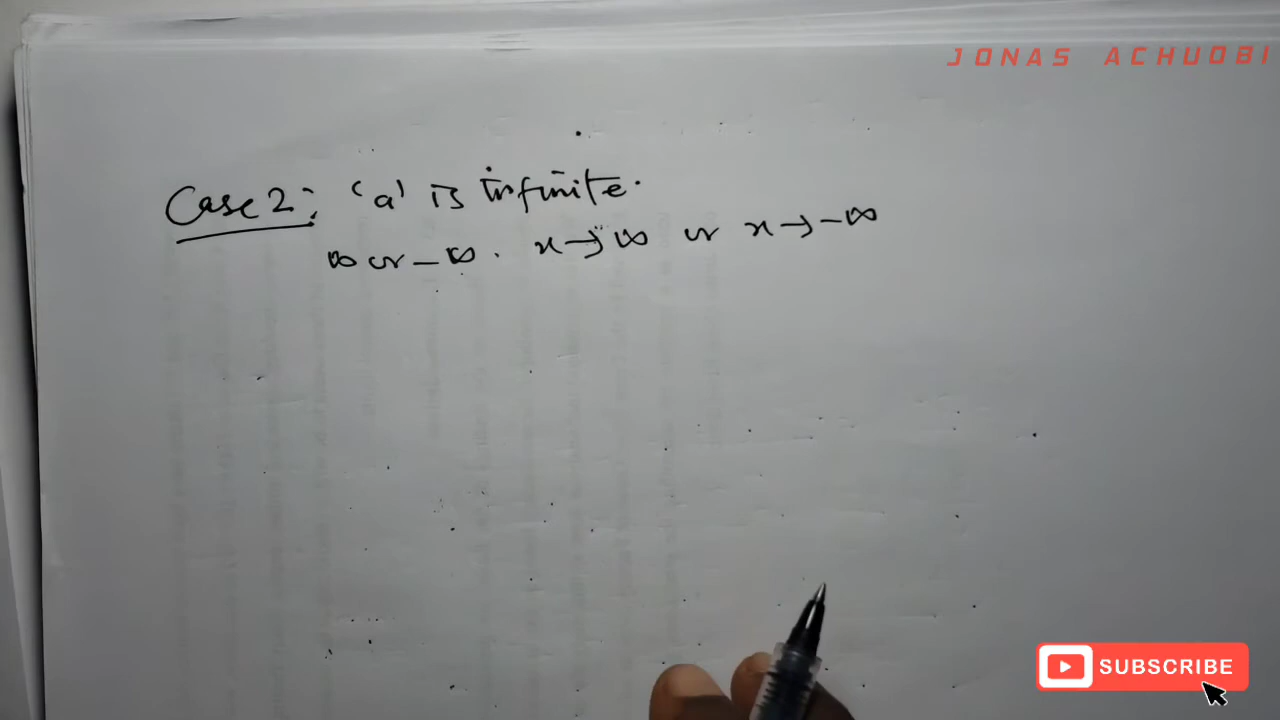 JONAS ACHUOBI
Case 2: 'a' is infinite.
∞ or -∞. x→∞ or x→-∞
SUBSCRIBE